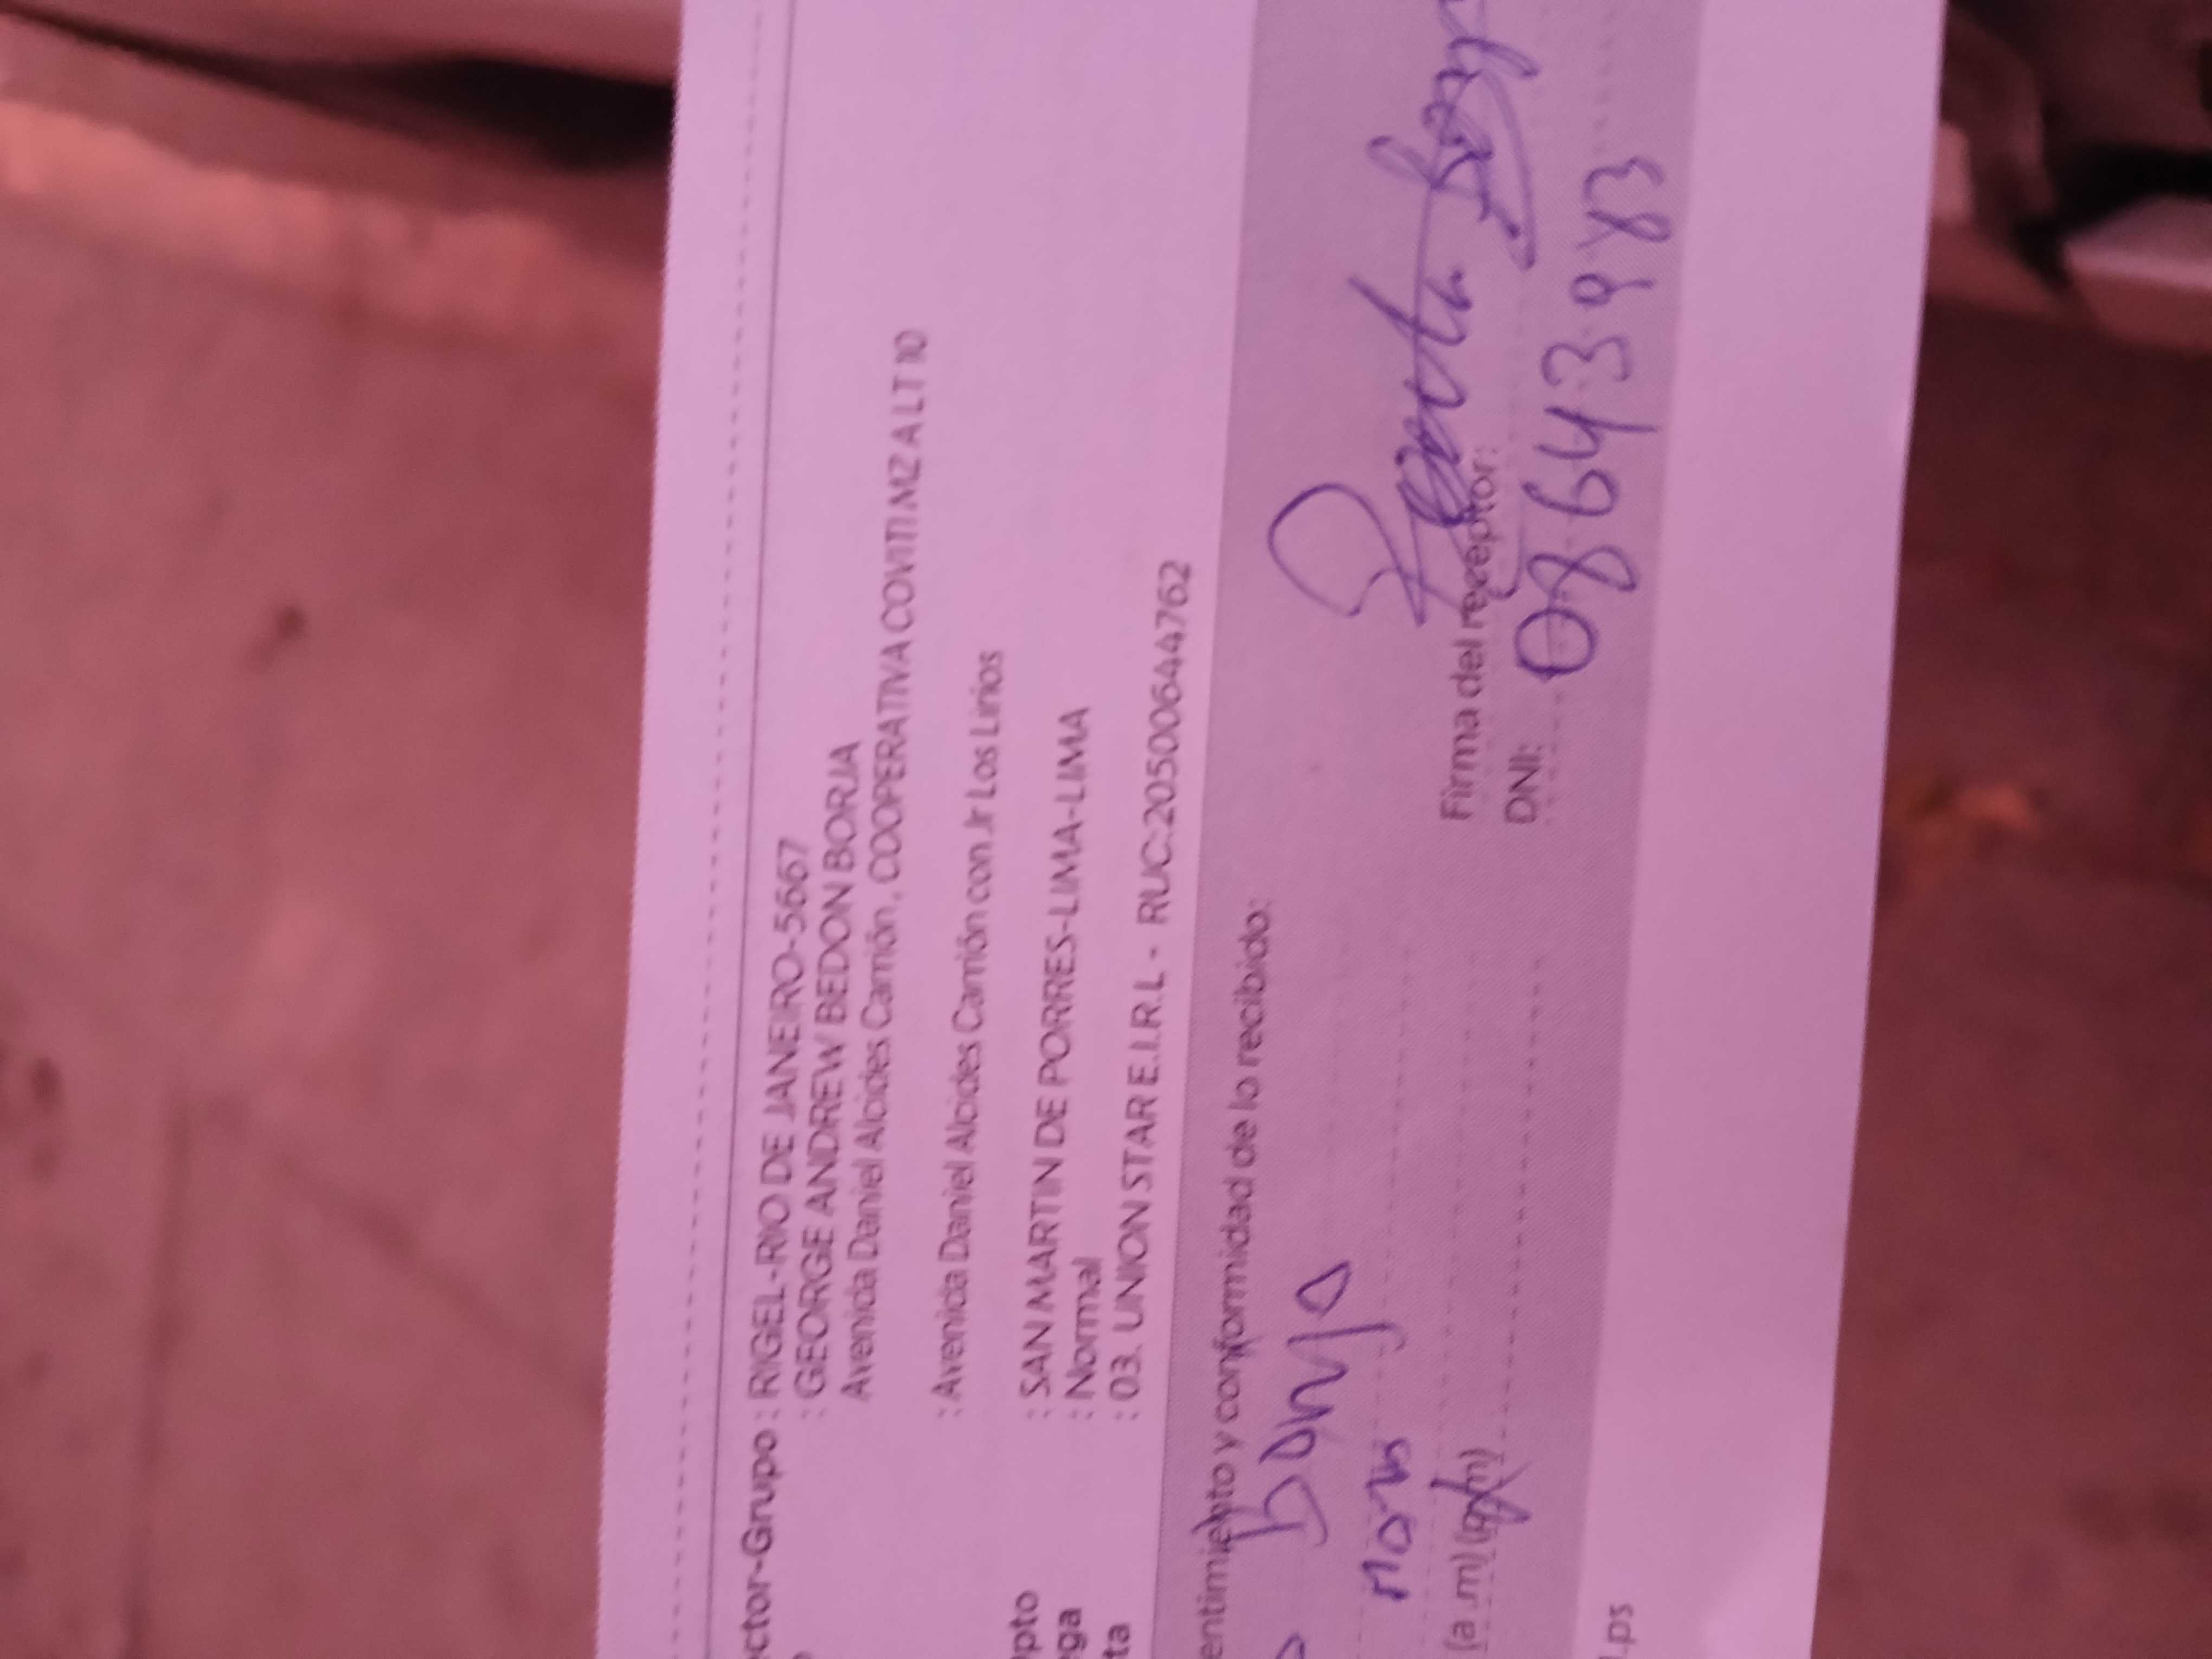 ector-Grupo : RIGEL-RIO DE JANEIRO-5667
: GEORGE ANDREW BEDON BORJA
Avenida Daniel Alcides Carrión , COOPERATIVA COVITI MZ A LT 10
: Avenida Daniel Alcides Carrión con Jr Los Lirios
pto : SAN MARTIN DE PORRES-LIMA-LIMA
ega : Normal
ta : 03. UNION STAR E.I.R.L - RUC:20500644762
entimiento y conformidad de lo recibido:
Borja
mom
(a .m) (p.m)
Firma del receptor:
DNI: 08643983
l.ps